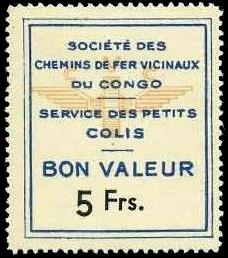 SOCIÉTÉ DES
CHEMINS DE FER VICINAUX
DU CONGO
SERVICE DES PETITS
COLIS
BON VALEUR
5 Frs.